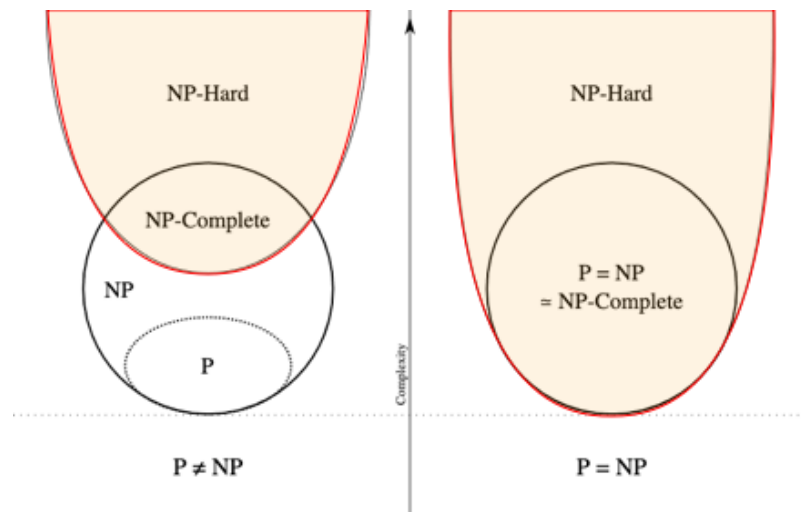 NP-Hard
NP-Complete
NP
P
P ≠ NP
Complexity
NP-Hard
P = NP
≃ NP-Complete
P = NP